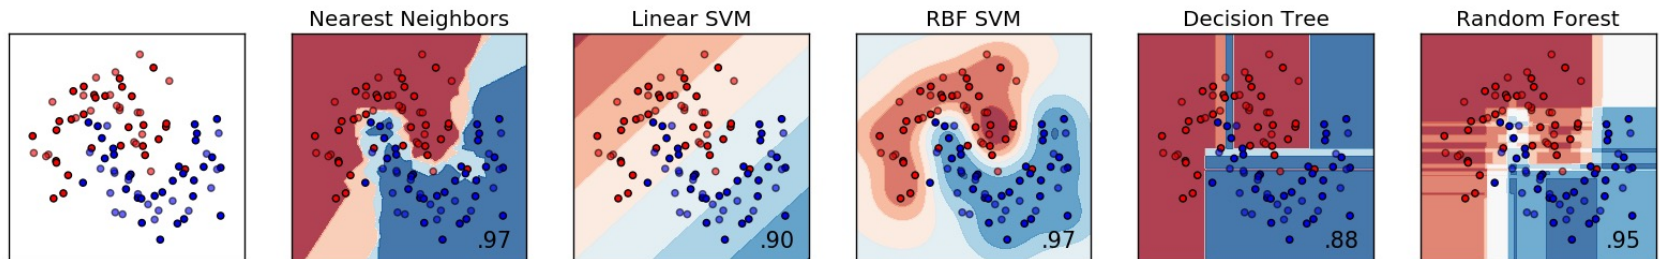 Nearest Neighbors
Linear SVM
RBF SVM
Decision Tree
Random Forest
.97
.90
.97
.88
.95